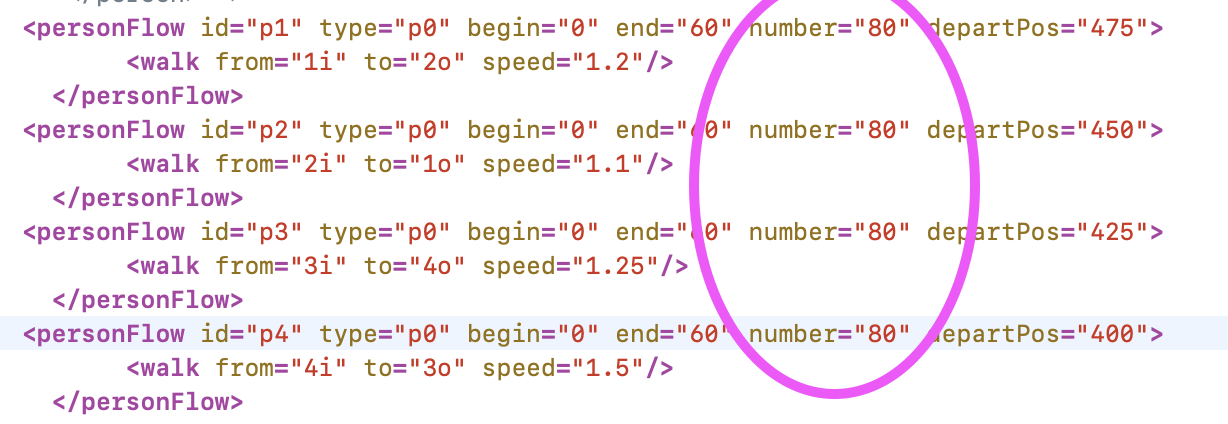 <personFlow id="p1" type="p0" begin="0" end="60" number="80" departPos="475">
<walk from="1i" to="2o" speed="1.2"/>
</personFlow>
<personFlow id="p2" type="p0" begin="0" end="60" number="80" departPos="450">
<walk from="2i" to="1o" speed="1.1"/>
</personFlow>
<personFlow id="p3" type="p0" begin="0" end="60" number="80" departPos="425">
<walk from="3i" to="4o" speed="1.25"/>
</personFlow>
<personFlow id="p4" type="p0" begin="0" end="60" number="80" departPos="400">
<walk from="4i" to="3o" speed="1.5"/>
</personFlow>